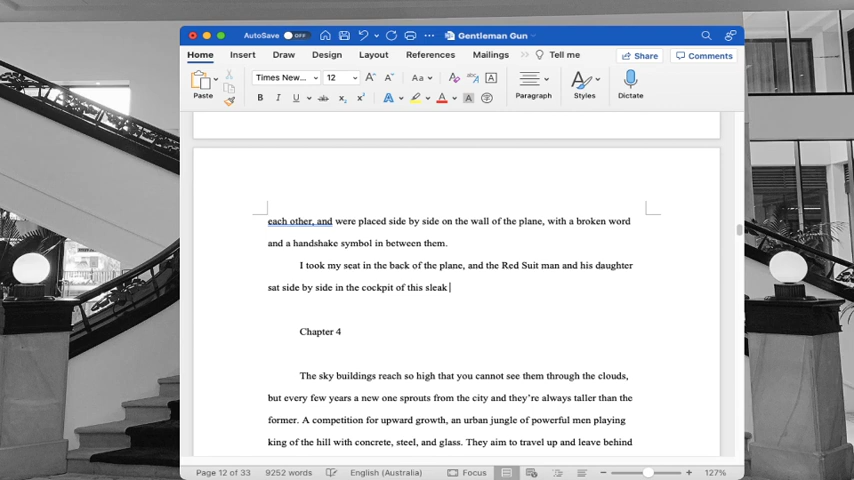 AutoSave OFF Gentleman Gun
Home Insert Draw Design Layout References Mailings >> Tell me Share Comments
Paste Times New... 12 Aa Paragraph Styles Dictate
each other, and were placed side by side on the wall of the plane, with a broken word
and a handshake symbol in between them.
I took my seat in the back of the plane, and the Red Suit man and his daughter
sat side by side in the cockpit of this sleak
Chapter 4
The sky buildings reach so high that you cannot see them through the clouds,
but every few years a new one sprouts from the city and they're always taller than the
former. A competition for upward growth, an urban jungle of powerful men playing
king of the hill with concrete, steel, and glass. They aim to travel up and leave behind
Page 12 of 33 9252 words English (Australia) Focus 127%